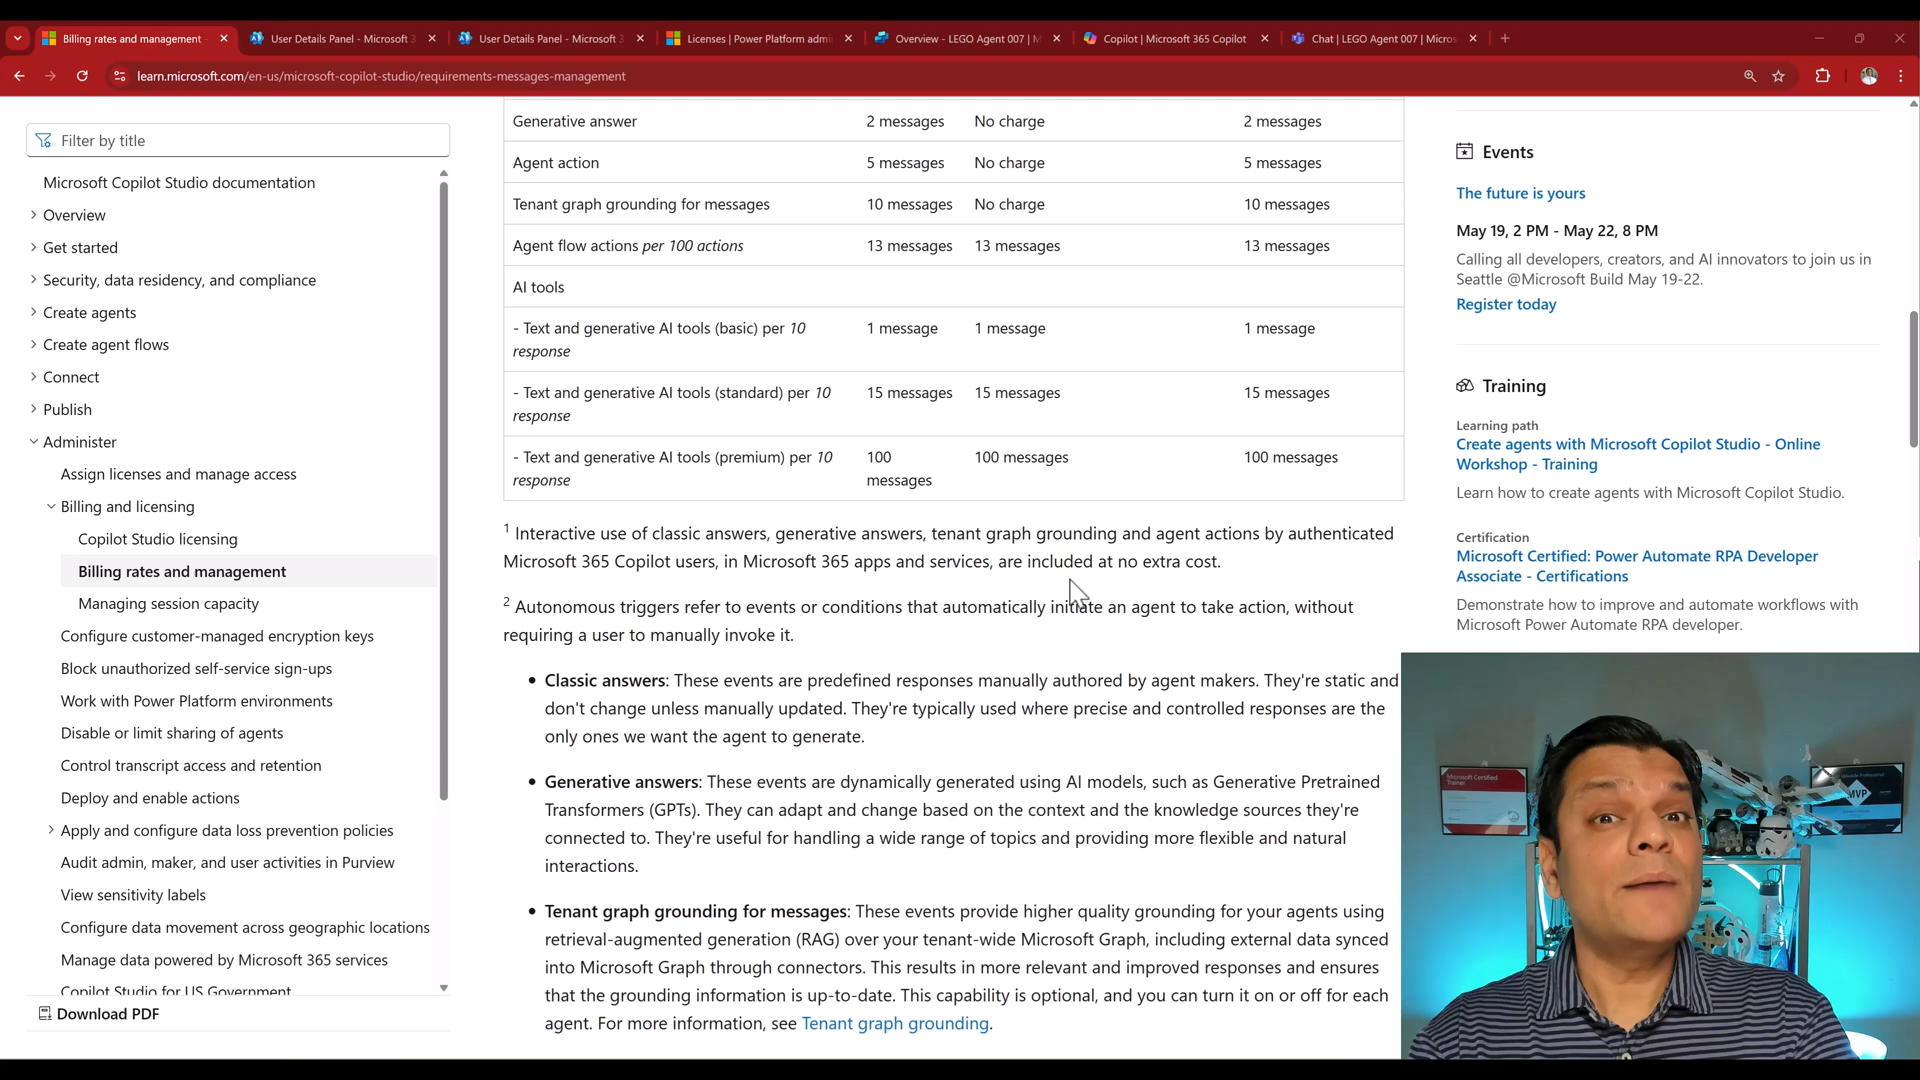 Billing rates and management
User Details Panel - Microsoft 3
User Details Panel - Microsoft 3
Licenses | Power Platform admi
Overview - LEGO Agent 007 | M
Copilot | Microsoft 365 Copilot
Chat | LEGO Agent 007 | Micros
learn.microsoft.com/en-us/microsoft-copilot-studio/requirements-messages-management
Filter by title
Microsoft Copilot Studio documentation
Overview
Get started
Security, data residency, and compliance
Create agents
Create agent flows
Connect
Publish
Administer
Assign licenses and manage access
Billing and licensing
Copilot Studio licensing
Billing rates and management
Managing session capacity
Configure customer-managed encryption keys
Block unauthorized self-service sign-ups
Work with Power Platform environments
Disable or limit sharing of agents
Control transcript access and retention
Deploy and enable actions
Apply and configure data loss prevention policies
Audit admin, maker, and user activities in Purview
View sensitivity labels
Configure data movement across geographic locations
Manage data powered by Microsoft 365 services
Copilot Studio for US Government
Download PDF
Generative answer 2 messages No charge 2 messages
Agent action 5 messages No charge 5 messages
Tenant graph grounding for messages 10 messages No charge 10 messages
Agent flow actions per 100 actions 13 messages 13 messages 13 messages
AI tools
- Text and generative AI tools (basic) per 10 1 message 1 message 1 message
response
- Text and generative AI tools (standard) per 10 15 messages 15 messages 15 messages
response
- Text and generative AI tools (premium) per 10 100 100 messages 100 messages
response messages
1 Interactive use of classic answers, generative answers, tenant graph grounding and agent actions by authenticated
Microsoft 365 Copilot users, in Microsoft 365 apps and services, are included at no extra cost.
2 Autonomous triggers refer to events or conditions that automatically initiate an agent to take action, without
requiring a user to manually invoke it.
• Classic answers: These events are predefined responses manually authored by agent makers. They're static and
don't change unless manually updated. They're typically used where precise and controlled responses are the
only ones we want the agent to generate.
• Generative answers: These events are dynamically generated using AI models, such as Generative Pretrained
Transformers (GPTs). They can adapt and change based on the context and the knowledge sources they're
connected to. They're useful for handling a wide range of topics and providing more flexible and natural
interactions.
• Tenant graph grounding for messages: These events provide higher quality grounding for your agents using
retrieval-augmented generation (RAG) over your tenant-wide Microsoft Graph, including external data synced
into Microsoft Graph through connectors. This results in more relevant and improved responses and ensures
that the grounding information is up-to-date. This capability is optional, and you can turn it on or off for each
agent. For more information, see Tenant graph grounding.
Events
The future is yours
May 19, 2 PM - May 22, 8 PM
Calling all developers, creators, and AI innovators to join us in
Seattle @Microsoft Build May 19-22.
Register today
Training
Learning path
Create agents with Microsoft Copilot Studio - Online
Workshop - Training
Learn how to create agents with Microsoft Copilot Studio.
Certification
Microsoft Certified: Power Automate RPA Developer
Associate - Certifications
Demonstrate how to improve and automate workflows with
Microsoft Power Automate RPA developer.
Microsoft Certified
Trainer
MVP